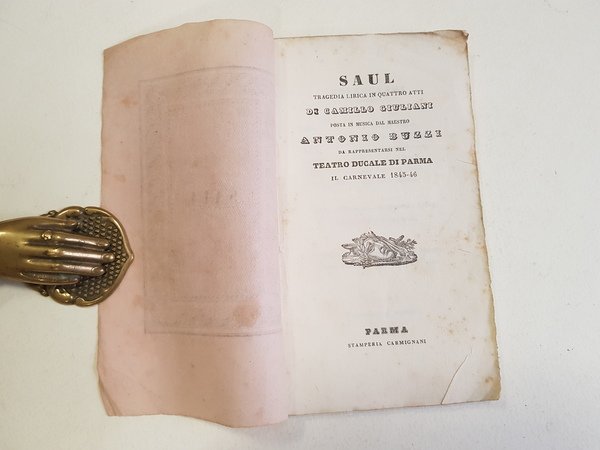 SAUL
TRAGEDIA LIRICA IN QUATTRO ATTI
DI CAMILLO GIULIANI
POSTA IN MUSICA DAL MAESTRO
ANTONIO BUZZI
DA RAPPRESENTARSI NEL
TEATRO DUCALE DI PARMA
IL CARNEVALE 1845-46
PARMA
STAMPERIA CARMIGNANI